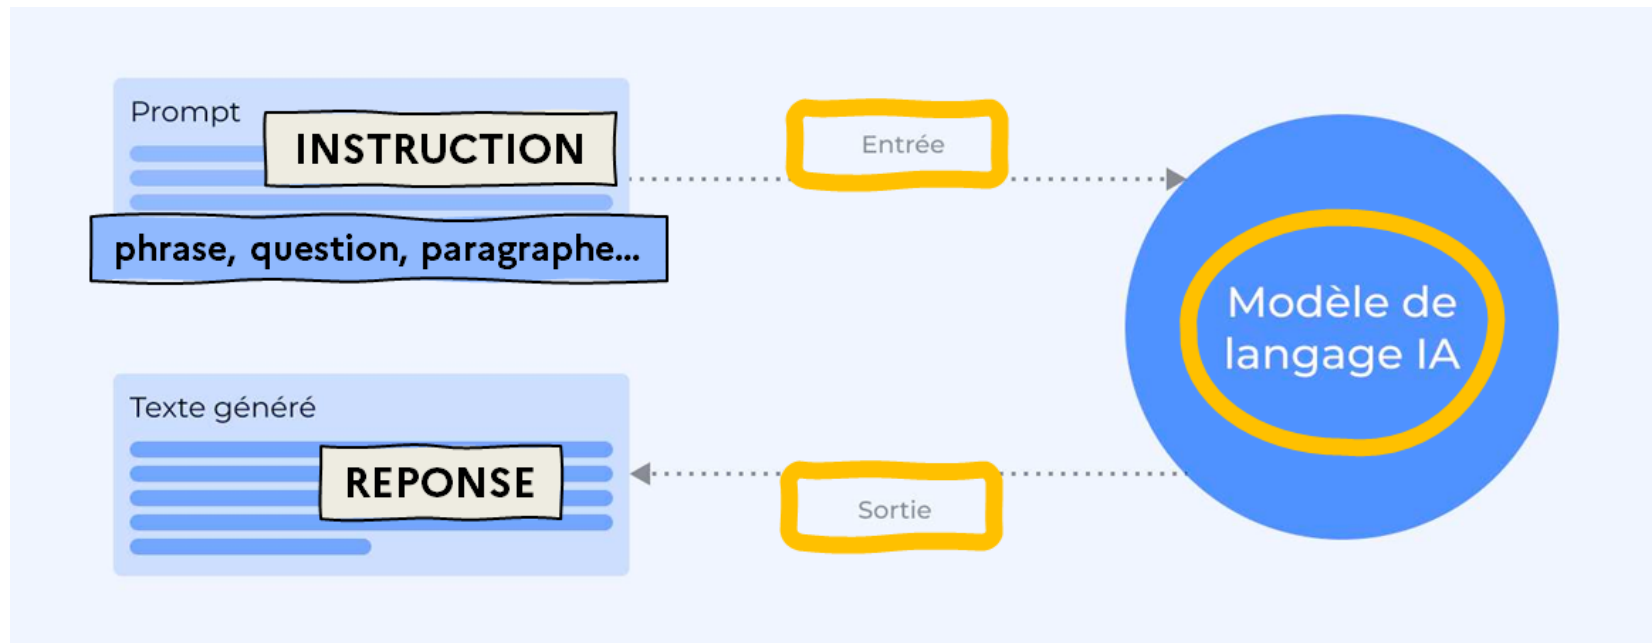 Prompt
INSTRUCTION
phrase, question, paragraphe...
Entrée
Modèle de
langage IA
Texte généré
REPONSE
Sortie